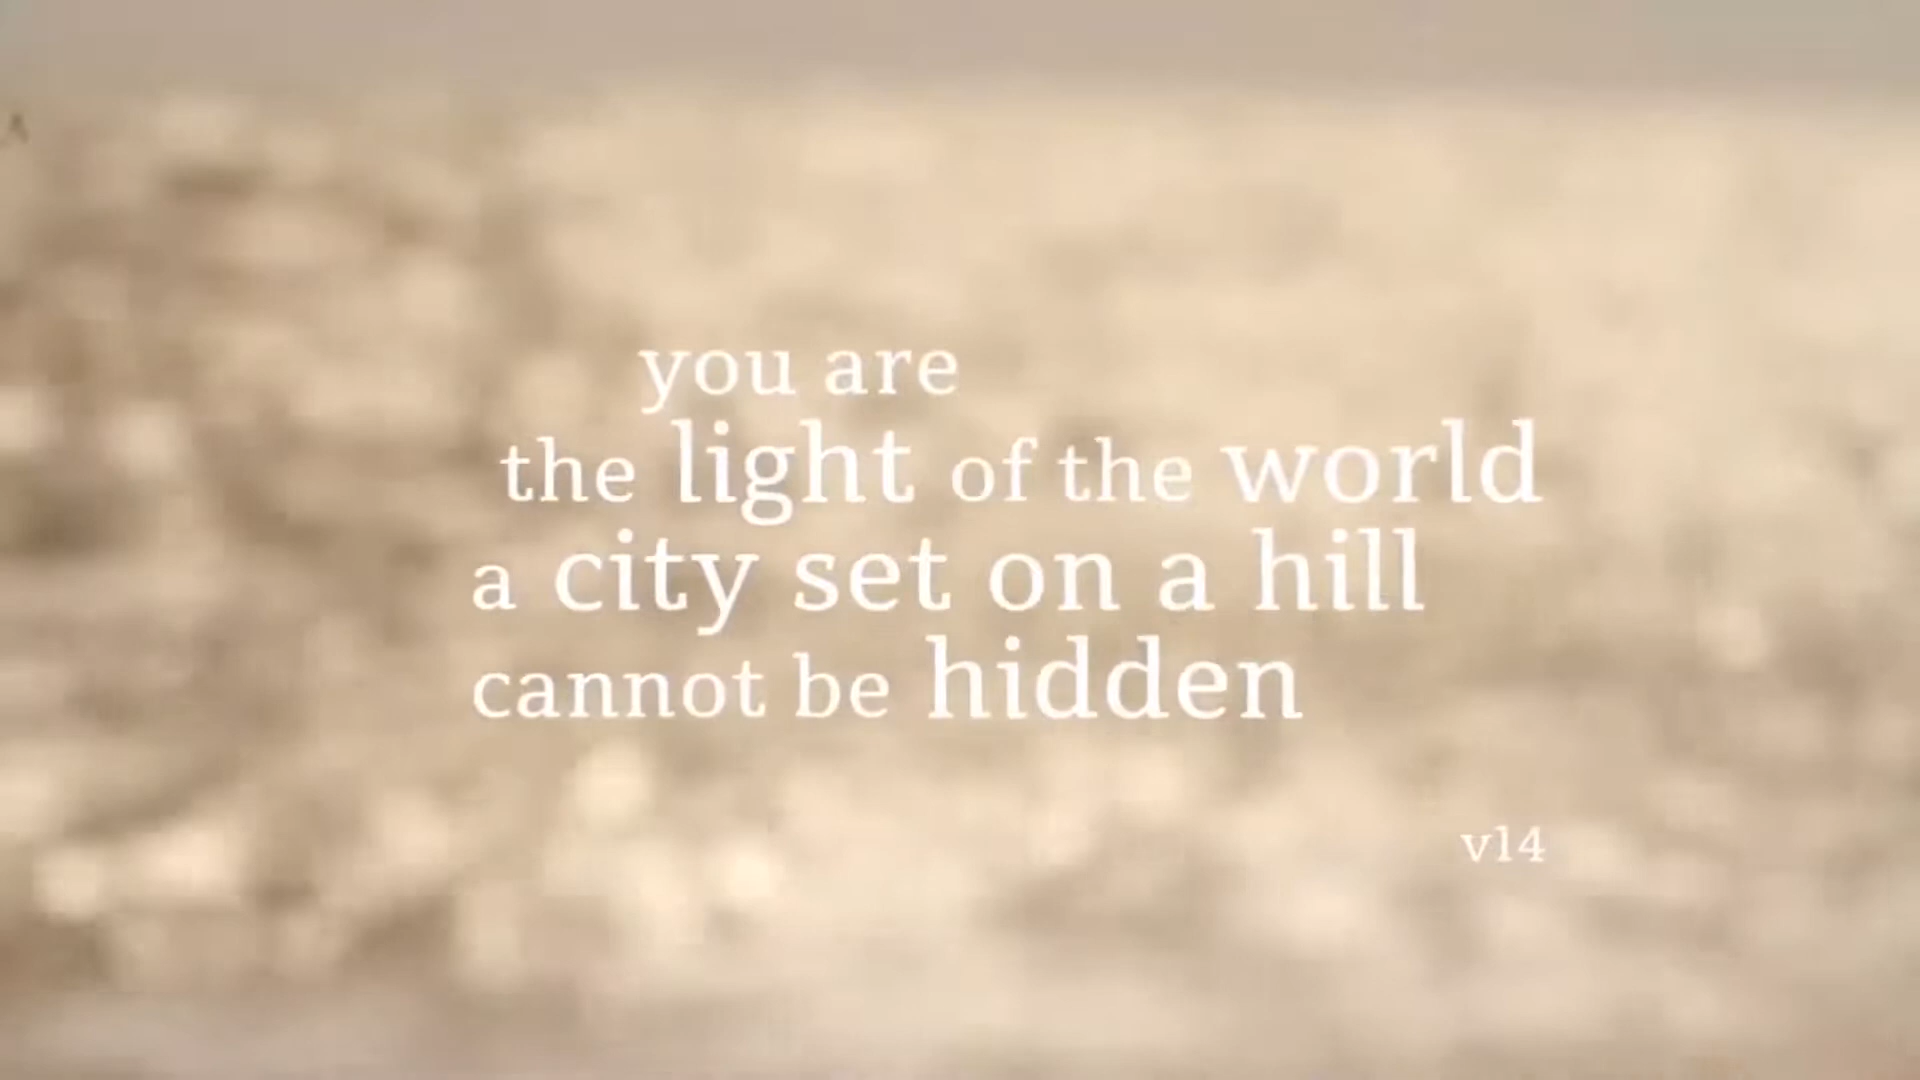 you are
the light of the world
a city set on a hill
cannot be hidden
v14